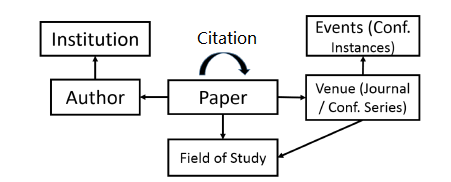 Institution
Citation
Events (Conf.
Instances)
Author
Paper
Venue (Journal
/ Conf. Series)
Field of Study